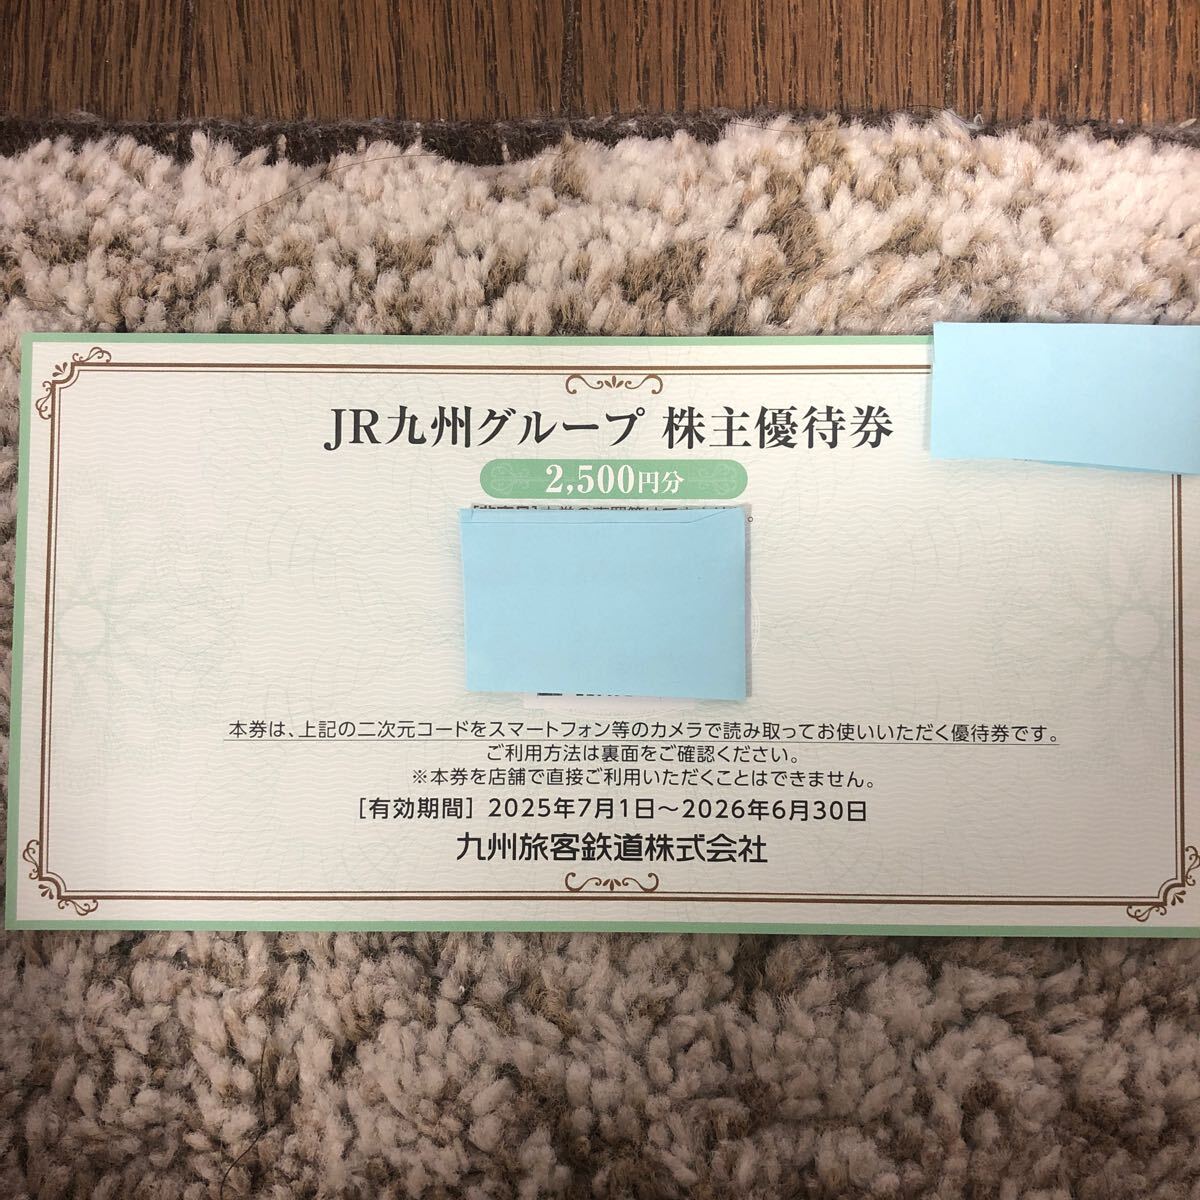 JR九州グループ 株主優待券
2,500円分
本券は、上記の二次元コードをスマートフォン等のカメラで読み取ってお使いいただく優待券です。
ご利用方法は裏面をご確認ください。
※本券を店舗で直接ご利用いただくことはできません。
[有効期間] 2025年7月1日〜2026年6月30日
九州旅客鉄道株式会社